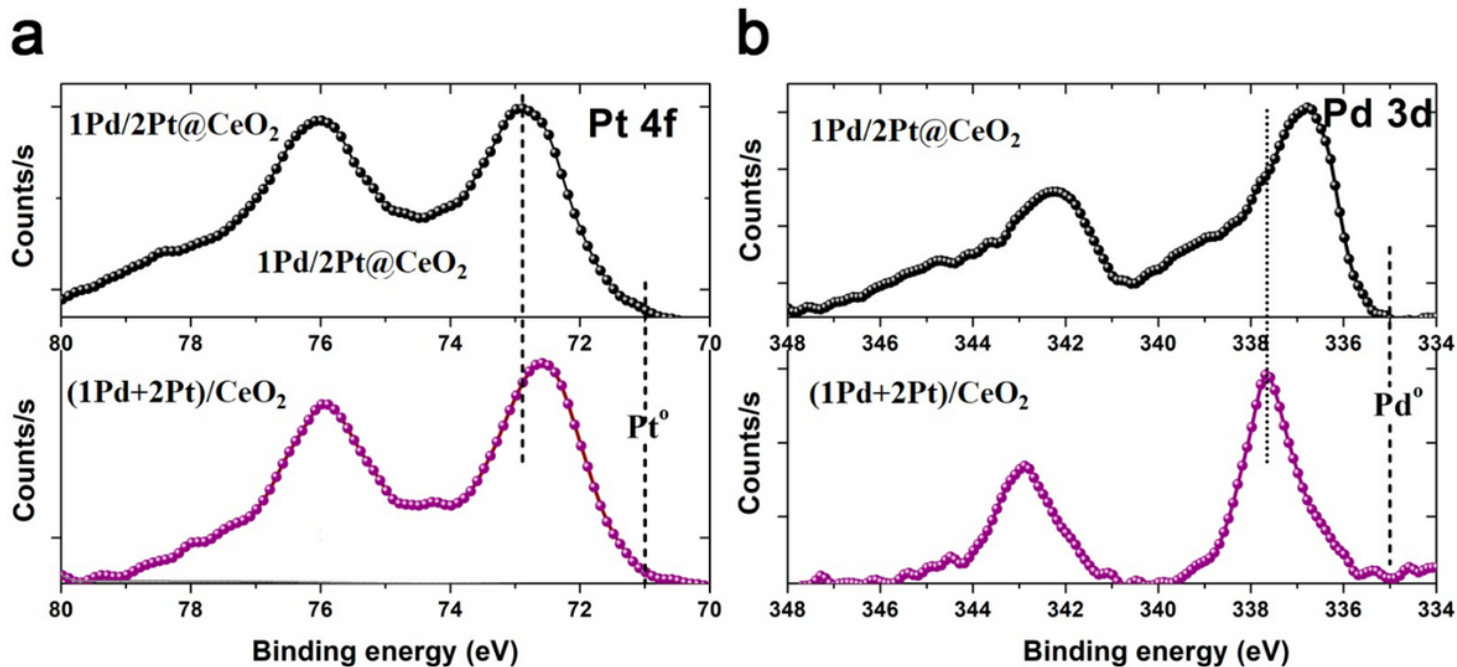 a
1Pd/2Pt@CeO₂
Pt 4f
1Pd/2Pt@CeO₂
Counts/s
80 78 76 74 72 70
(1Pd+2Pt)/CeO₂
Pt°
Counts/s
80 78 76 74 72 70
Binding energy (eV)
b
Pd 3d
1Pd/2Pt@CeO₂
Counts/s
348 346 344 342 340 338 336 334
(1Pd+2Pt)/CeO₂
Pd°
Counts/s
348 346 344 342 340 338 336 334
Binding energy (eV)